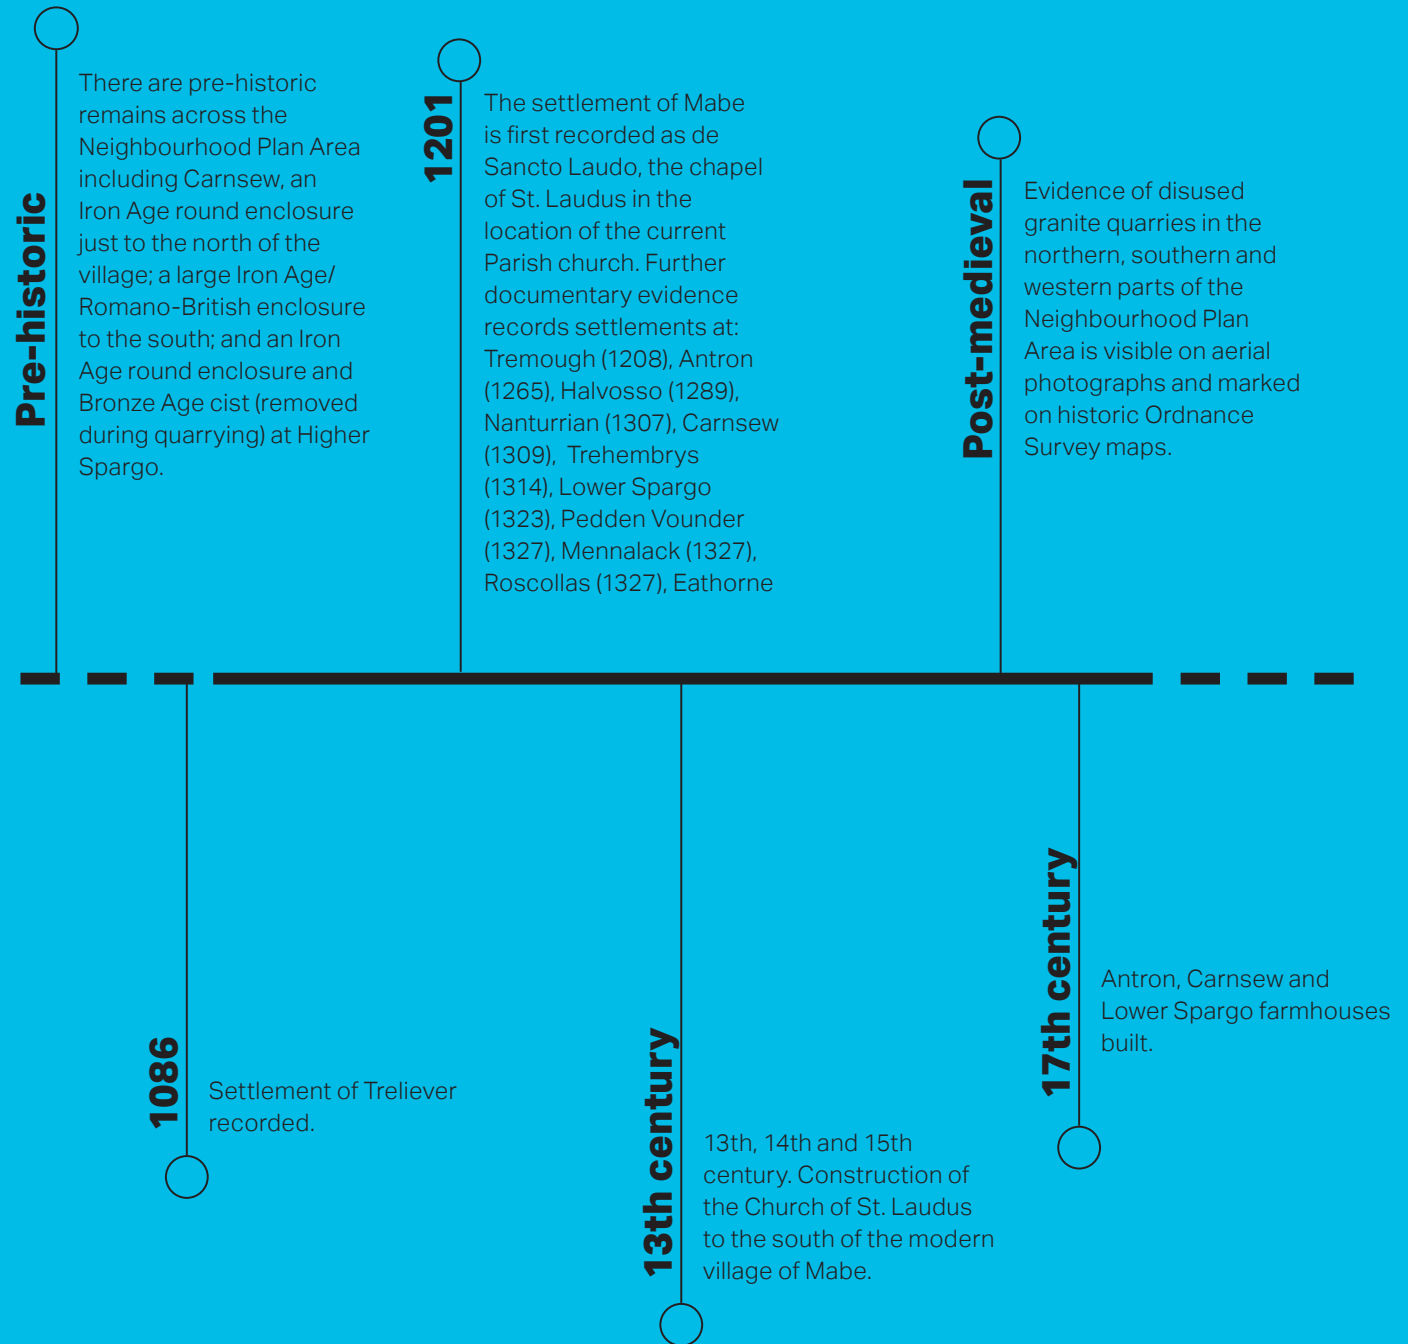 Pre-historic
There are pre-historic
remains across the
Neighbourhood Plan Area
including Carnsew, an
Iron Age round enclosure
just to the north of the
village; a large Iron Age/
Romano-British enclosure
to the south; and an Iron
Age round enclosure and
Bronze Age cist (removed
during quarrying) at Higher
Spargo.
1086
Settlement of Treliever
recorded.
1201
The settlement of Mabe
is first recorded as de
Sancto Laudo, the chapel
of St. Laudus in the
location of the current
Parish church. Further
documentary evidence
records settlements at:
Tremough (1208), Antron
(1265), Halvosso (1289),
Nanturrian (1307), Carnsew
(1309),  Trehembrys
(1314), Lower Spargo
(1323), Pedden Vounder
(1327), Mennalack (1327),
Roscollas (1327), Eathorne
13th century
13th, 14th and 15th
century. Construction of
the Church of St. Laudus
to the south of the modern
village of Mabe.
Post-medieval
Evidence of disused
granite quarries in the
northern, southern and
western parts of the
Neighbourhood Plan
Area is visible on aerial
photographs and marked
on historic Ordnance
Survey maps.
17th century
Antron, Carnsew and
Lower Spargo farmhouses
built.